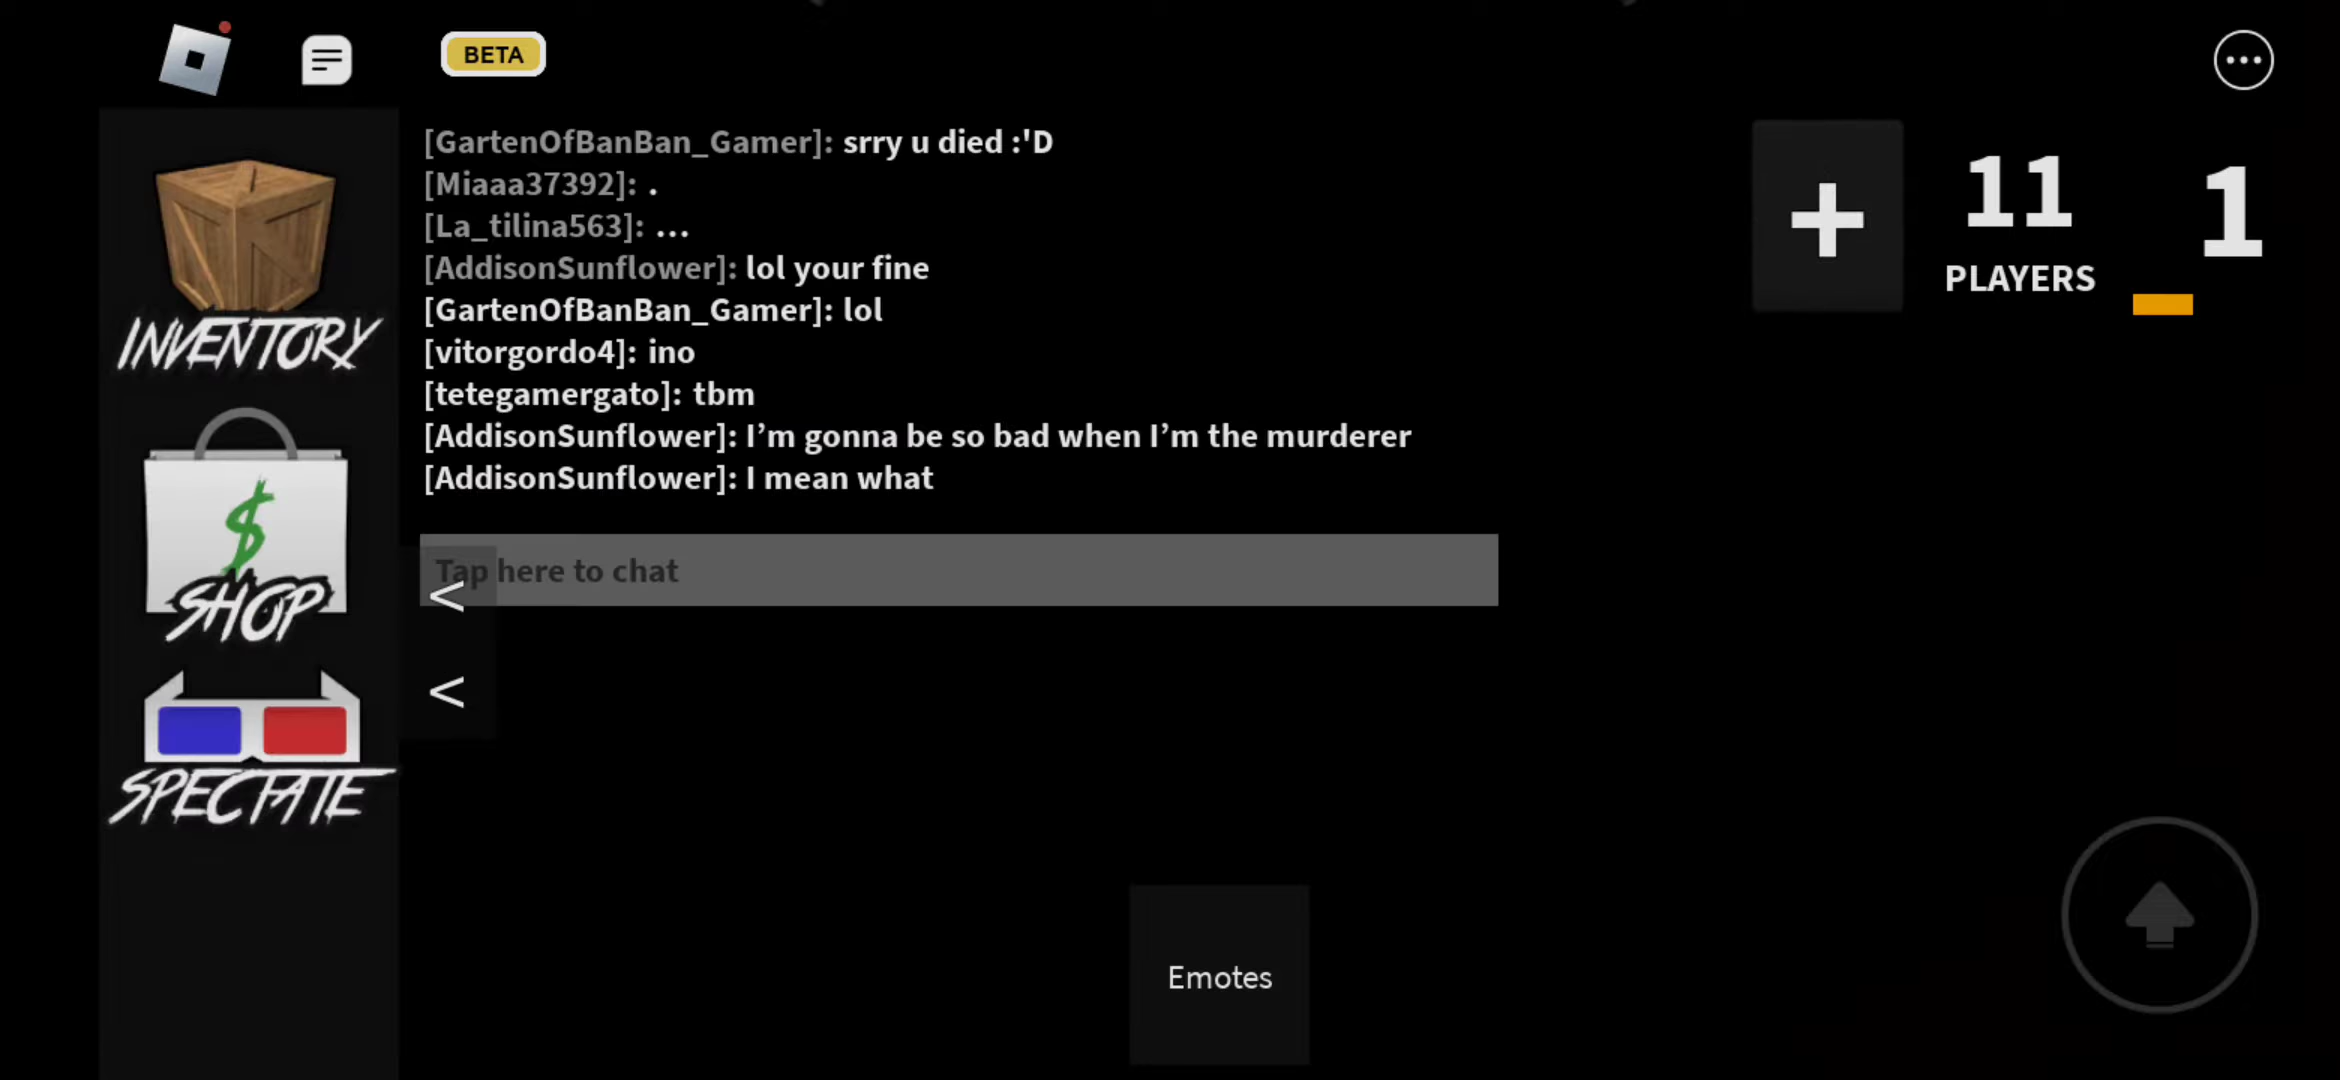 BETA
[GartenOfBanBan_Gamer]: srry u died :'D
[Miaaa37392]: .
[La_tilina563]: ...
[AddisonSunflower]: lol your fine
[GartenOfBanBan_Gamer]: lol
[vitorgordo4]: ino
[tetegamergato]: tbm
[AddisonSunflower]: I’m gonna be so bad when I’m the murderer
[AddisonSunflower]: I mean what
Tap here to chat
<
<
INVENTORY
$
SHOP
SPECTATE
+
11
PLAYERS
1
Emotes